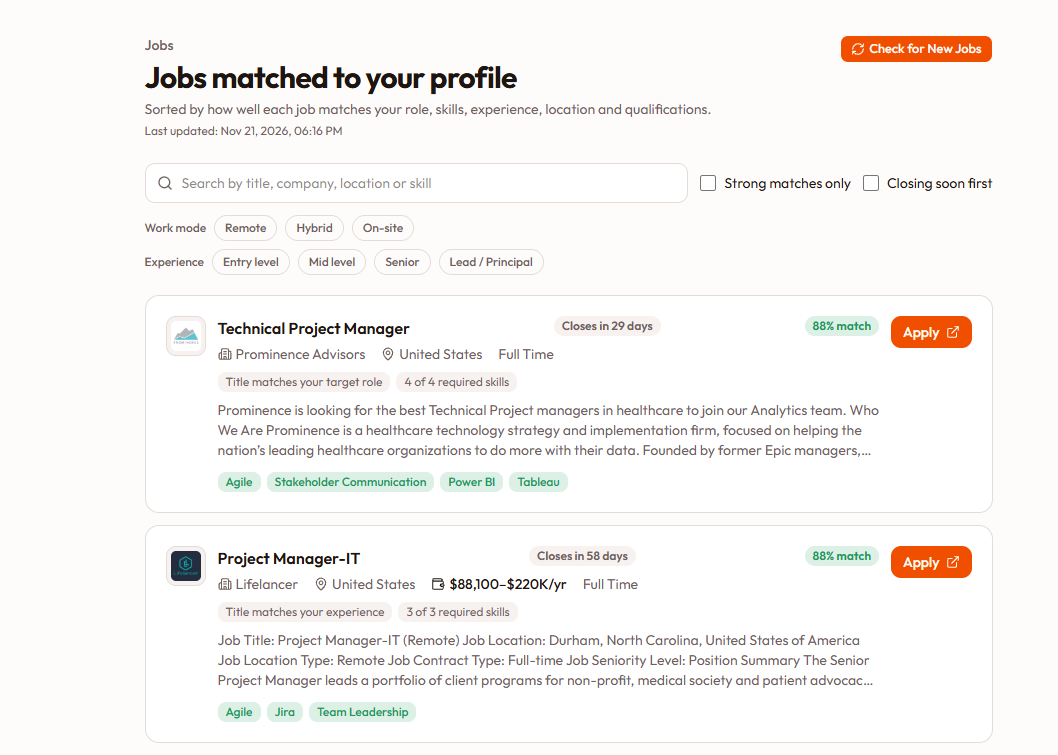 Jobs
Check for New Jobs
Jobs matched to your profile
Sorted by how well each job matches your role, skills, experience, location and qualifications.
Last updated: Nov 21, 2026, 06:16 PM
Search by title, company, location or skill
Strong matches only
Closing soon first
Work mode Remote Hybrid On-site
Experience Entry level Mid level Senior Lead / Principal
Technical Project Manager Closes in 29 days 88% match Apply
Prominence Advisors United States Full Time
Title matches your target role 4 of 4 required skills
Prominence is looking for the best Technical Project managers in healthcare to join our Analytics team. Who
We Are Prominence is a healthcare technology strategy and implementation firm, focused on helping the
nation's leading healthcare organizations to do more with their data. Founded by former Epic managers,...
Agile Stakeholder Communication Power BI Tableau
Project Manager-IT Closes in 58 days 88% match Apply
Lifelancer United States $88,100–$220K/yr Full Time
Title matches your experience 3 of 3 required skills
Job Title: Project Manager-IT (Remote) Job Location: Durham, North Carolina, United States of America
Job Location Type: Remote Job Contract Type: Full-time Job Seniority Level: Position Summary The Senior
Project Manager leads a portfolio of client programs for non-profit, medical society and patient advocac...
Agile Jira Team Leadership